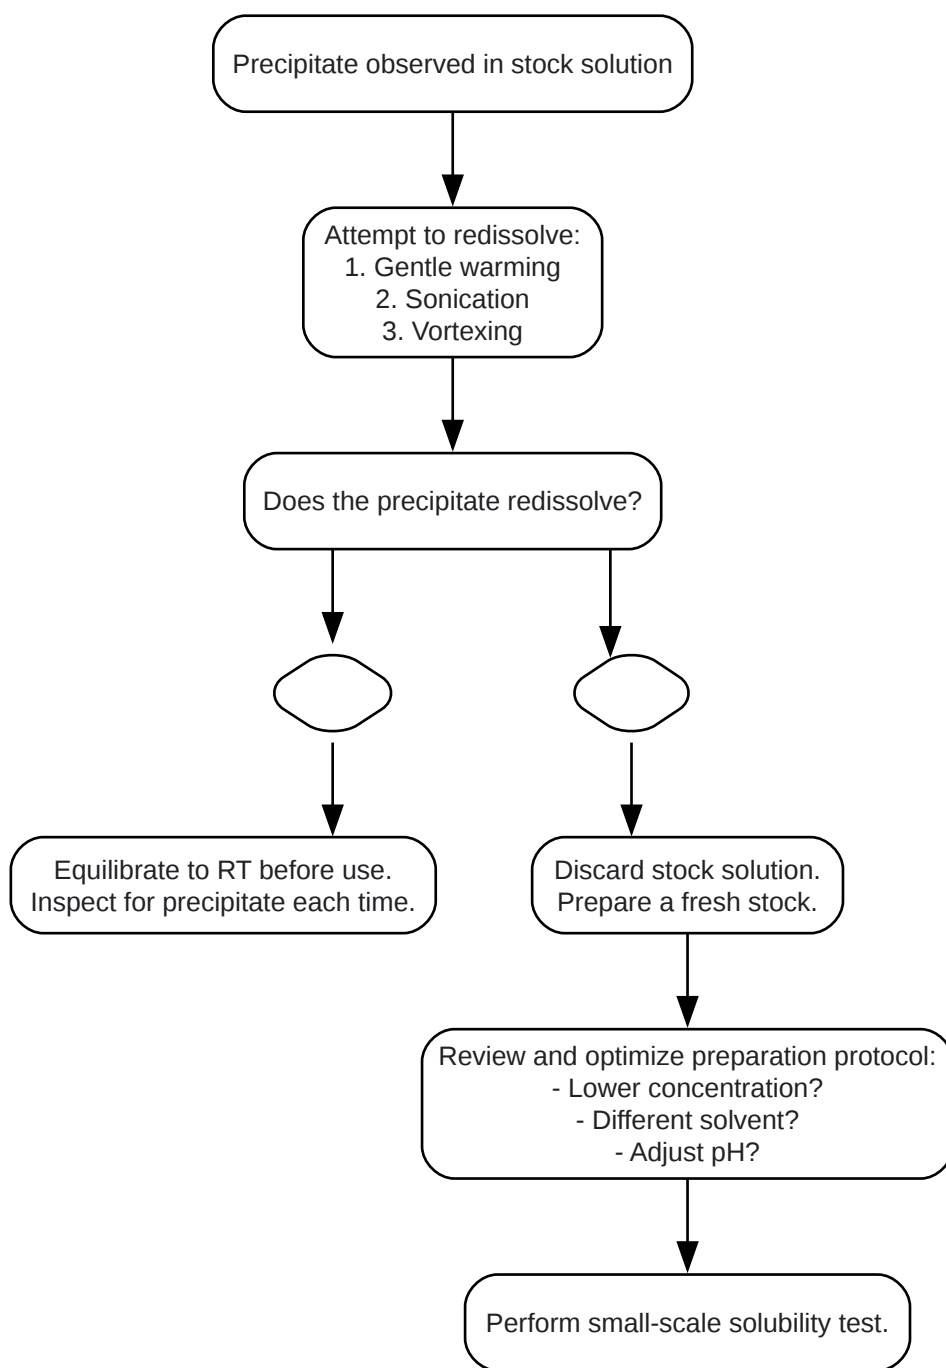 Precipitate observed in stock solution
Attempt to redissolve:
1. Gentle warming
2. Sonication
3. Vortexing
Does the precipitate redissolve?
Equilibrate to RT before use.
Inspect for precipitate each time.
Discard stock solution.
Prepare a fresh stock.
Review and optimize preparation protocol:
- Lower concentration?
- Different solvent?
- Adjust pH?
Perform small-scale solubility test.